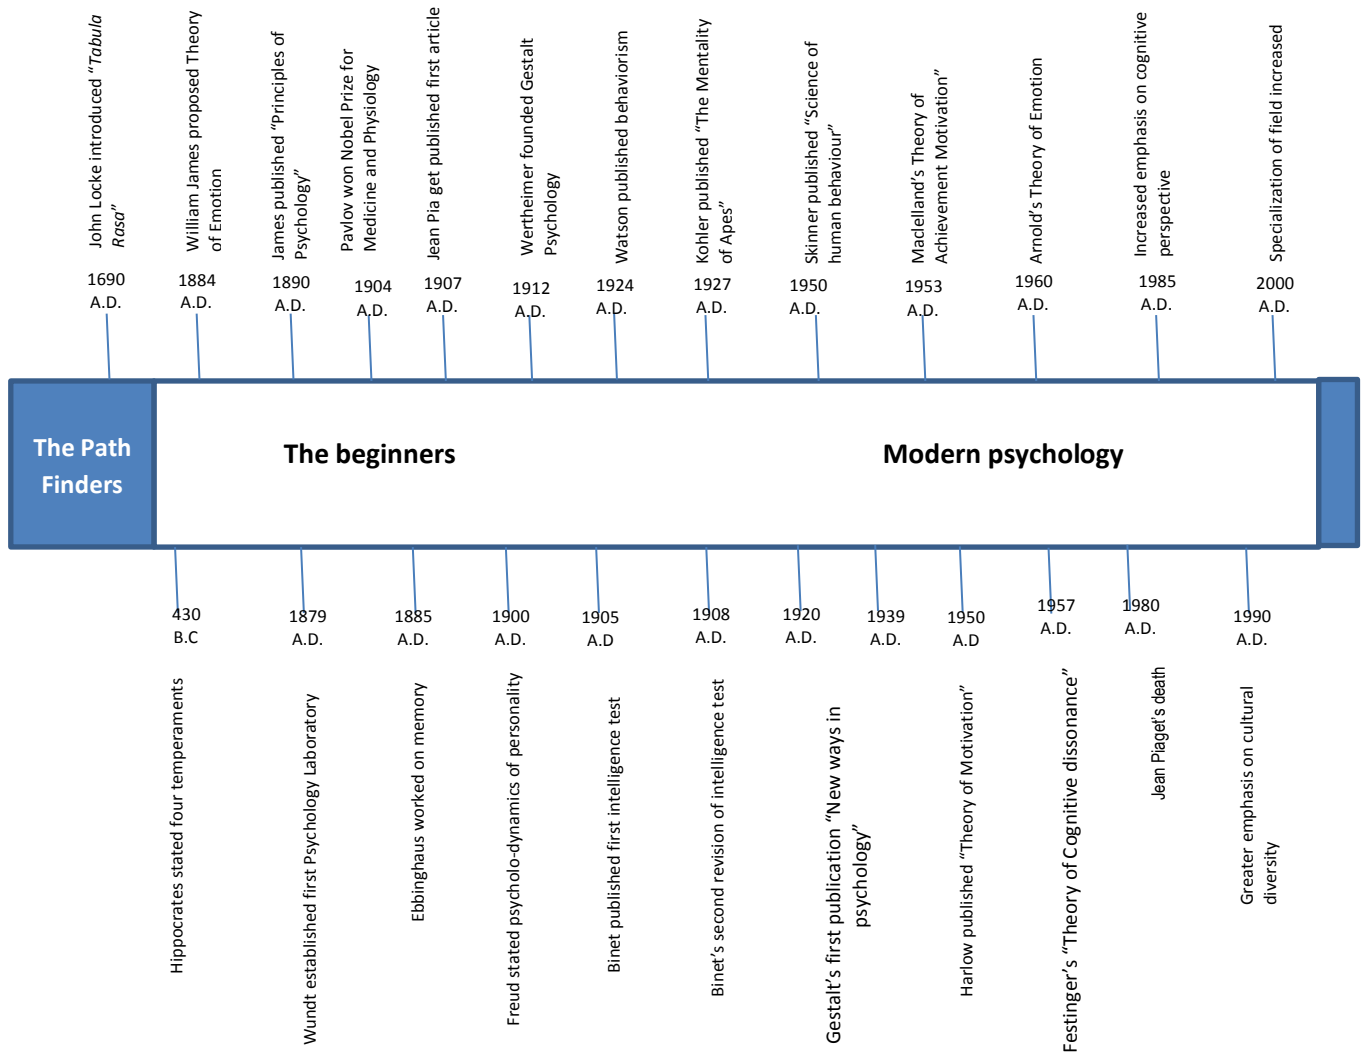 John Locke introduced “Tabula
Rasa”
William James proposed Theory
of Emotion
James published “Principles of
Psychology”
Pavlov won Nobel Prize for
Medicine and Physiology
Jean Pia get published first article
Wertheimer founded Gestalt
Psychology
Watson published behaviorism
Kohler published “The Mentality
of Apes”
Skinner published “Science of
human behaviour”
Maclelland’s Theory of
Achievement Motivation”
Arnold’s Theory of Emotion
Increased emphasis on cognitive
perspective
Specialization of field increased
1690
A.D.
1884
A.D.
1890
A.D.
1904
A.D.
1907
A.D.
1912
A.D.
1924
A.D.
1927
A.D.
1950
A.D.
1953
A.D.
1960
A.D.
1985
A.D.
2000
A.D.
The Path
Finders
The beginners
Modern psychology
430
B.C
1879
A.D.
1885
A.D.
1900
A.D.
1905
A.D
1908
A.D.
1920
A.D.
1939
A.D.
1950
A.D
1957
A.D.
1980
A.D.
1990
A.D.
Hippocrates stated four temperaments
Wundt established first Psychology Laboratory
Ebbinghaus worked on memory
Freud stated psycholo-dynamics of personality
Binet published first intelligence test
Binet’s second revision of intelligence test
Gestalt’s first publication “New ways in
psychology”
Harlow published “Theory of Motivation”
Festinger’s “Theory of Cognitive dissonance”
Jean Piaget’s death
Greater emphasis on cultural
diversity